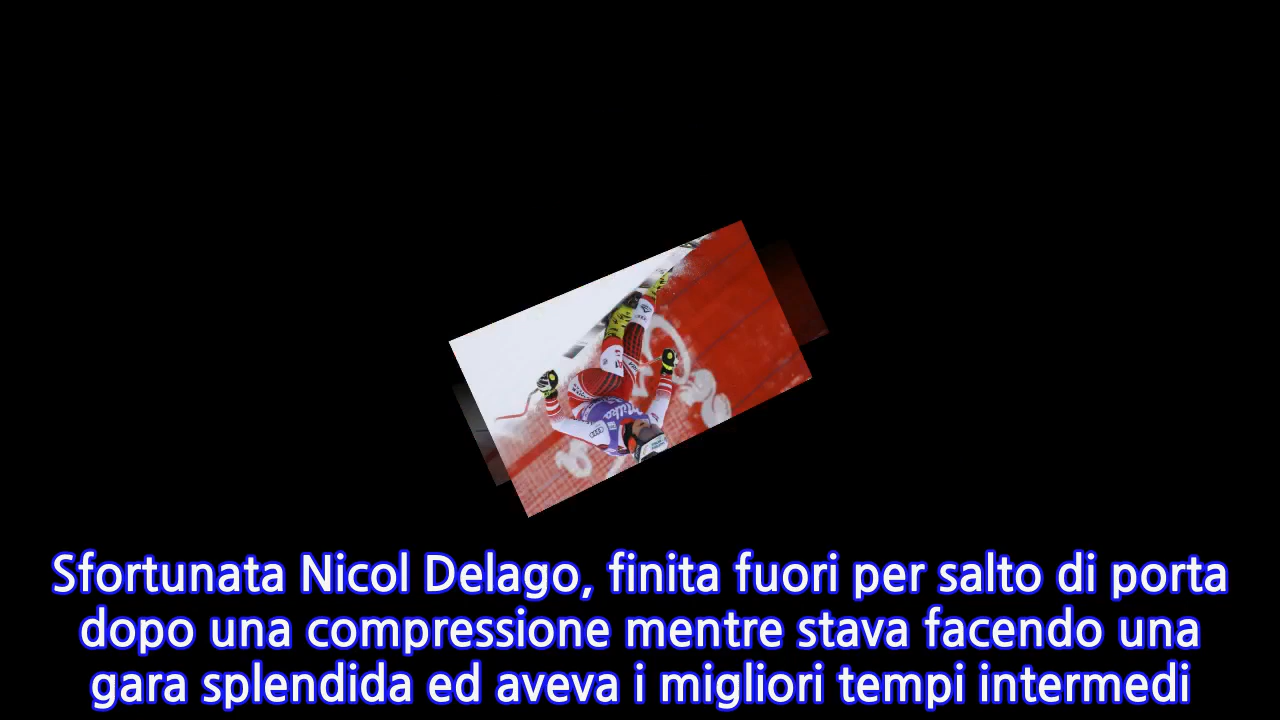 Sfortunata Nicol Delago, finita fuori per salto di porta
dopo una compressione mentre stava facendo una
gara splendida ed aveva i migliori tempi intermedi
Milka